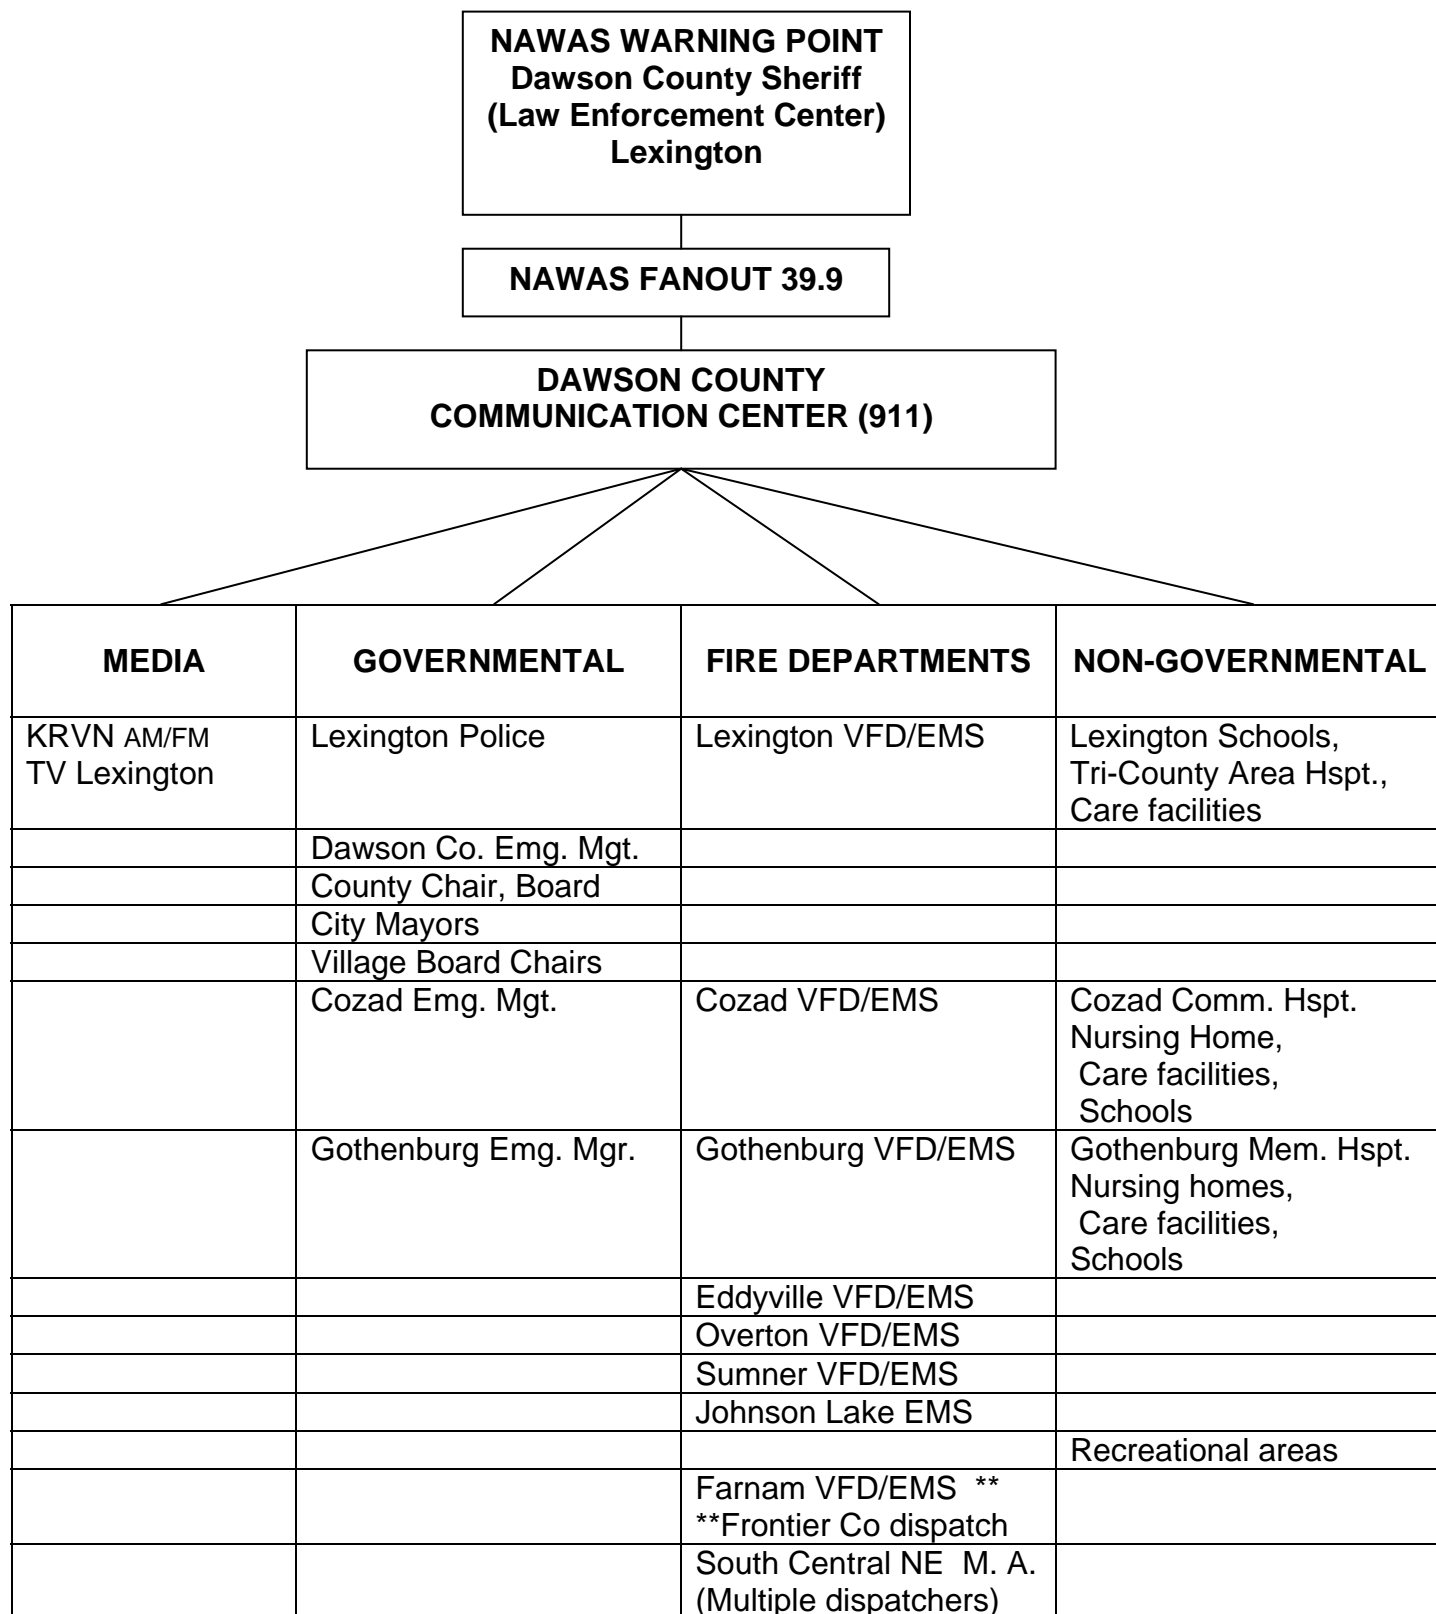 NAWAS WARNING POINT
Dawson County Sheriff
(Law Enforcement Center)
Lexington
NAWAS FANOUT 39.9
DAWSON COUNTY
COMMUNICATION CENTER (911)
MEDIA
GOVERNMENTAL
FIRE DEPARTMENTS
NON-GOVERNMENTAL
KRVN AM/FM
TV Lexington
Lexington Police
Lexington VFD/EMS
Lexington Schools,
Tri-County Area Hspt.,
Care facilities
Dawson Co. Emg. Mgt.
County Chair, Board
City Mayors
Village Board Chairs
Cozad Emg. Mgt.
Cozad VFD/EMS
Cozad Comm. Hspt.
Nursing Home,
Care facilities,
Schools
Gothenburg Emg. Mgr.
Gothenburg VFD/EMS
Gothenburg Mem. Hspt.
Nursing homes,
Care facilities,
Schools
Eddyville VFD/EMS
Overton VFD/EMS
Sumner VFD/EMS
Johnson Lake EMS
Recreational areas
Farnam VFD/EMS **
**Frontier Co dispatch
South Central NE M. A.
(Multiple dispatchers)